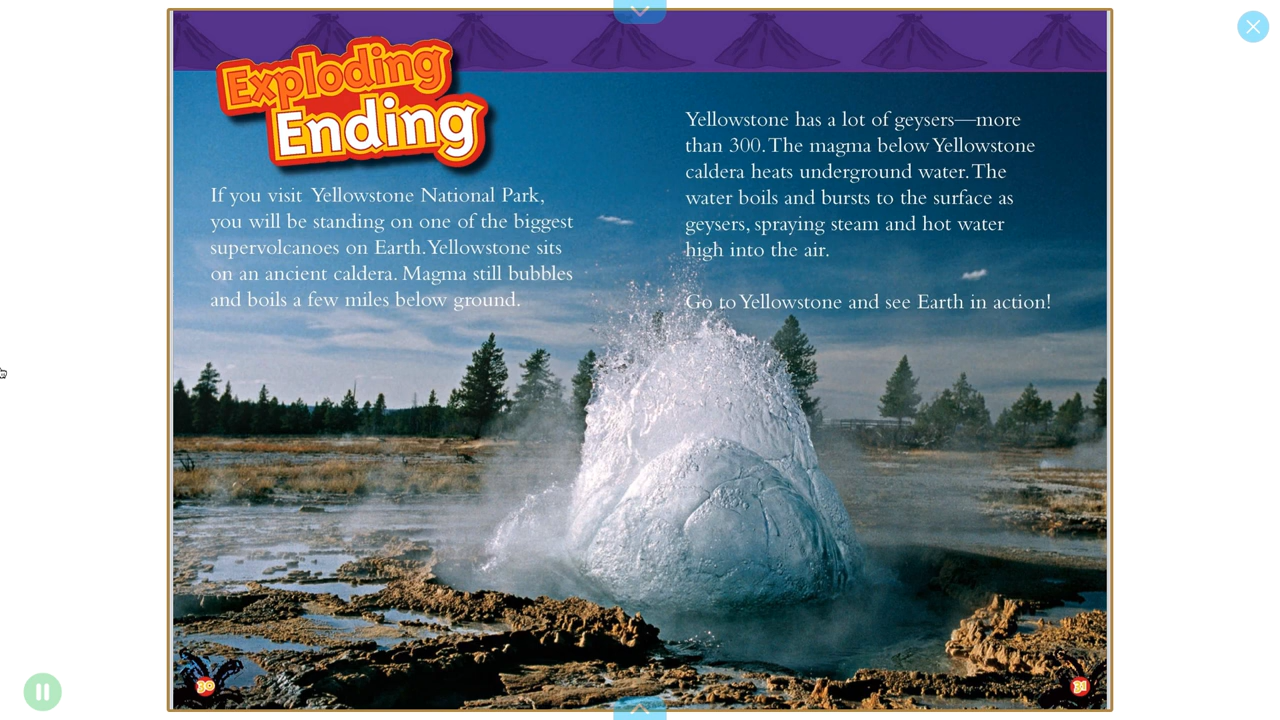 Exploding
Ending
If you visit Yellowstone National Park,
you will be standing on one of the biggest
supervolcanoes on Earth. Yellowstone sits
on an ancient caldera. Magma still bubbles
and boils a few miles below ground.
Yellowstone has a lot of geysers—more
than 300. The magma below Yellowstone
caldera heats underground water. The
water boils and bursts to the surface as
geysers, spraying steam and hot water
high into the air.
Go to Yellowstone and see Earth in action!
30
31